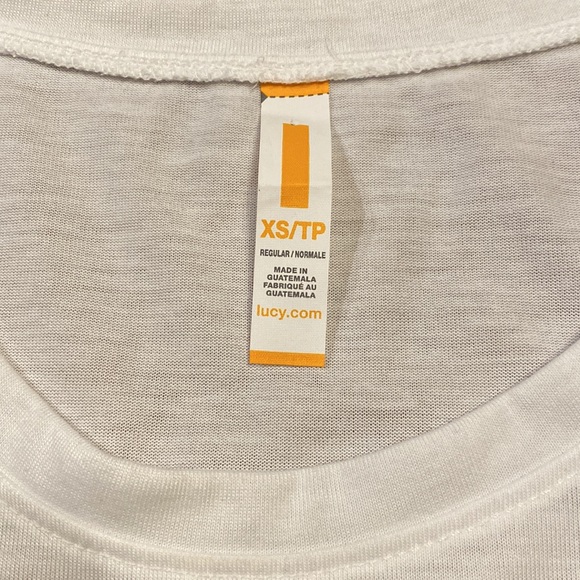 XS/TP
REGULAR / NORMALE
MADE IN
GUATEMALA
FABRIQUÉ AU
GUATEMALA
lucy.com